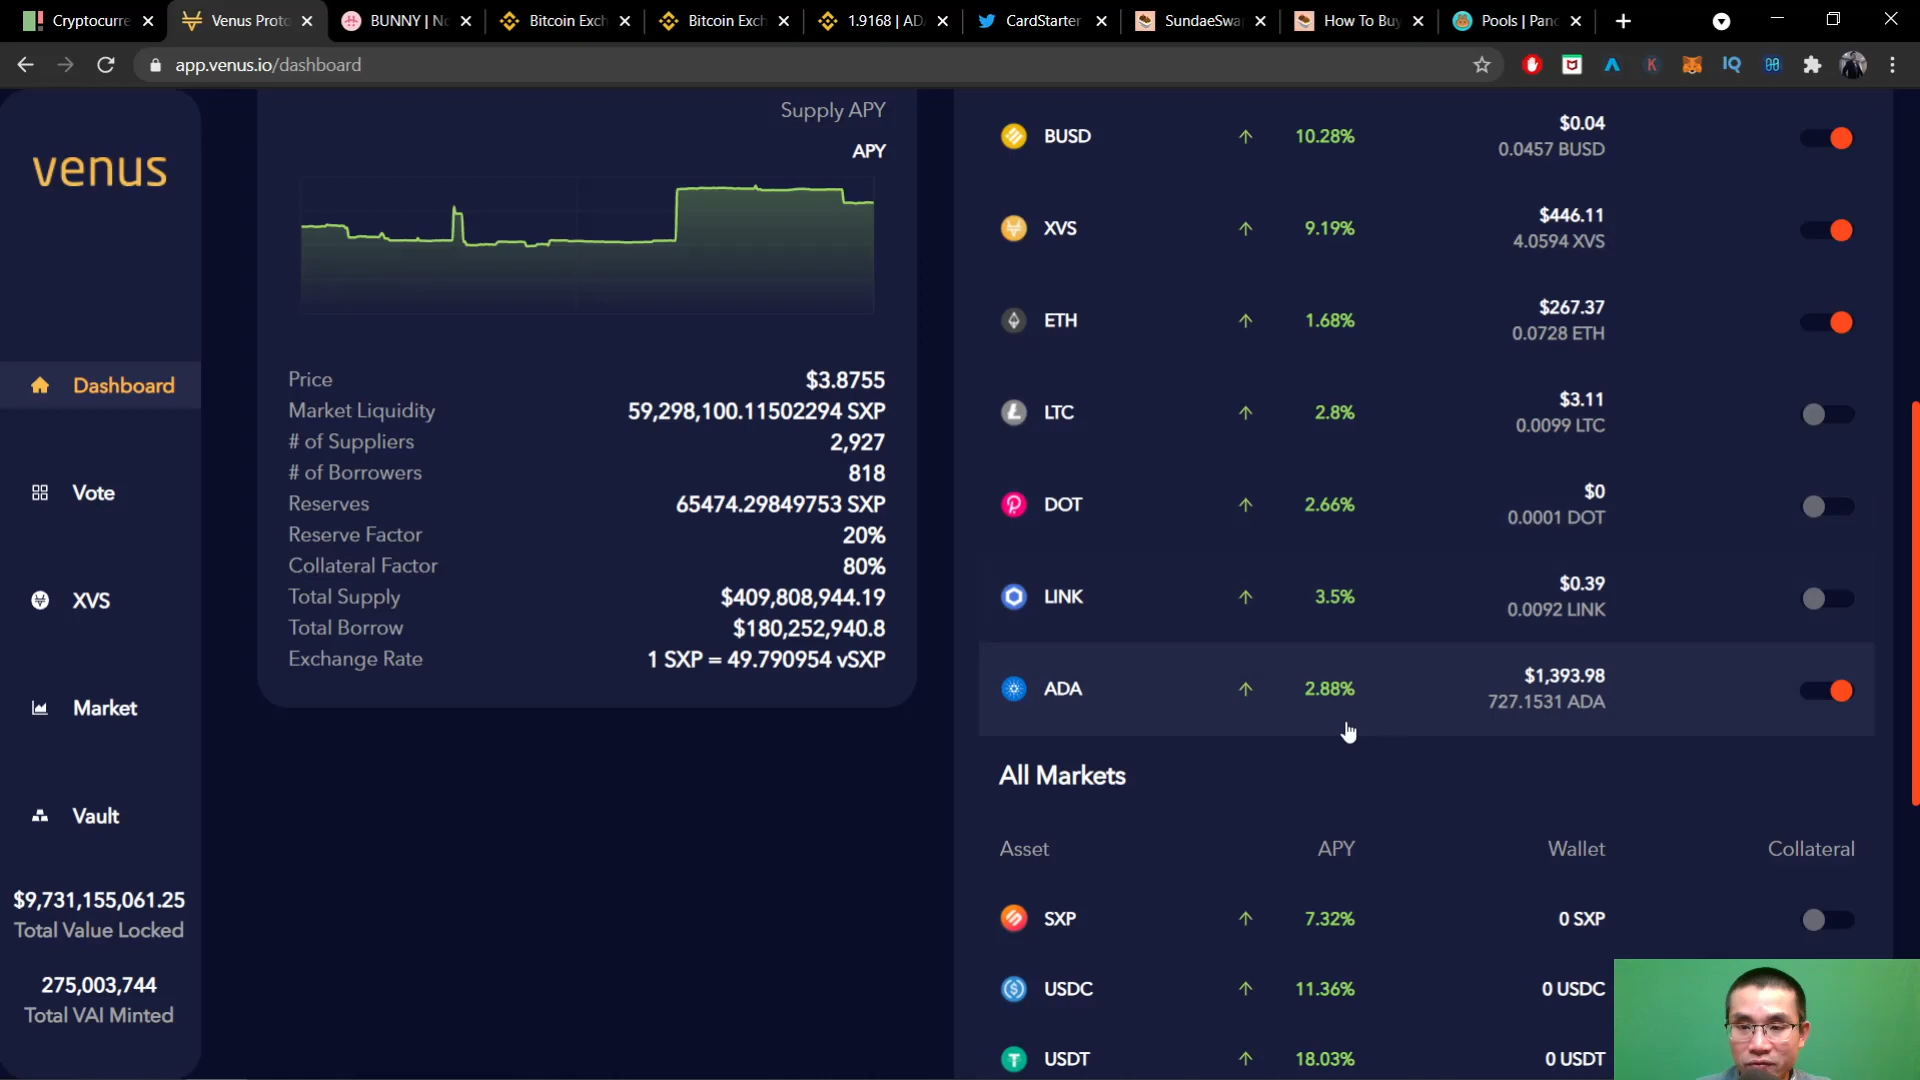 Cryptocurre
Venus Proto
BUNNY | No
Bitcoin Exch
Bitcoin Exch
1.9168 | ADA
CardStarter
SundaeSwap
How To Buy
Pools | Panc
app.venus.io/dashboard
IQ
venus
Dashboard
Vote
XVS
Market
Vault
$9,731,155,061.25
Total Value Locked
275,003,744
Total VAI Minted
Supply APY
APY
Price $3.8755
Market Liquidity 59,298,100.11502294 SXP
# of Suppliers 2,927
# of Borrowers 818
Reserves 65474.29849753 SXP
Reserve Factor 20%
Collateral Factor 80%
Total Supply $409,808,944.19
Total Borrow $180,252,940.8
Exchange Rate 1 SXP = 49.790954 vSXP
BUSD 10.28% $0.04
0.0457 BUSD
XVS 9.19% $446.11
4.0594 XVS
ETH 1.68% $267.37
0.0728 ETH
LTC 2.8% $3.11
0.0099 LTC
DOT 2.66% $0
0.0001 DOT
LINK 3.5% $0.39
0.0092 LINK
ADA 2.88% $1,393.98
727.1531 ADA
All Markets
Asset APY Wallet Collateral
SXP 7.32% 0 SXP
USDC 11.36% 0 USDC
USDT 18.03% 0 USDT